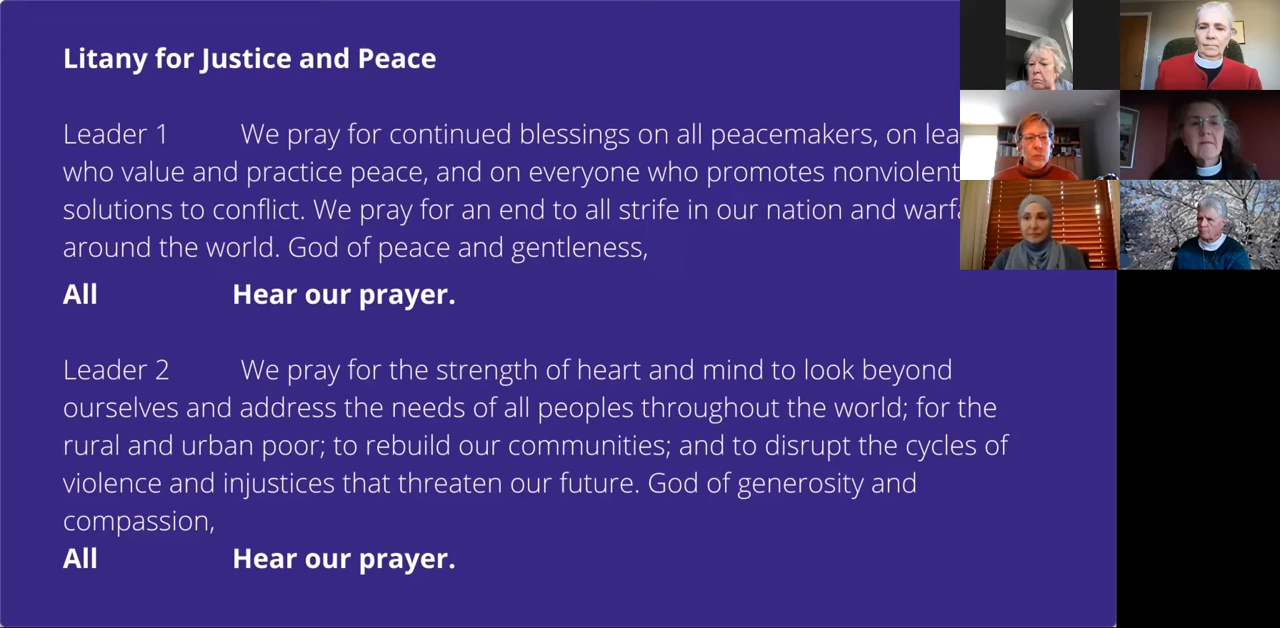 Litany for Justice and Peace
Leader 1 We pray for continued blessings on all peacemakers, on
who value and practice peace, and on everyone who promotes nonviolent
solutions to conflict. We pray for an end to all strife in our nation and
around the world. God of peace and gentleness,
All Hear our prayer.
Leader 2 We pray for the strength of heart and mind to look beyond
ourselves and address the needs of all peoples throughout the world; for the
rural and urban poor; to rebuild our communities; and to disrupt the cycles of
violence and injustices that threaten our future. God of generosity and
compassion,
All Hear our prayer.